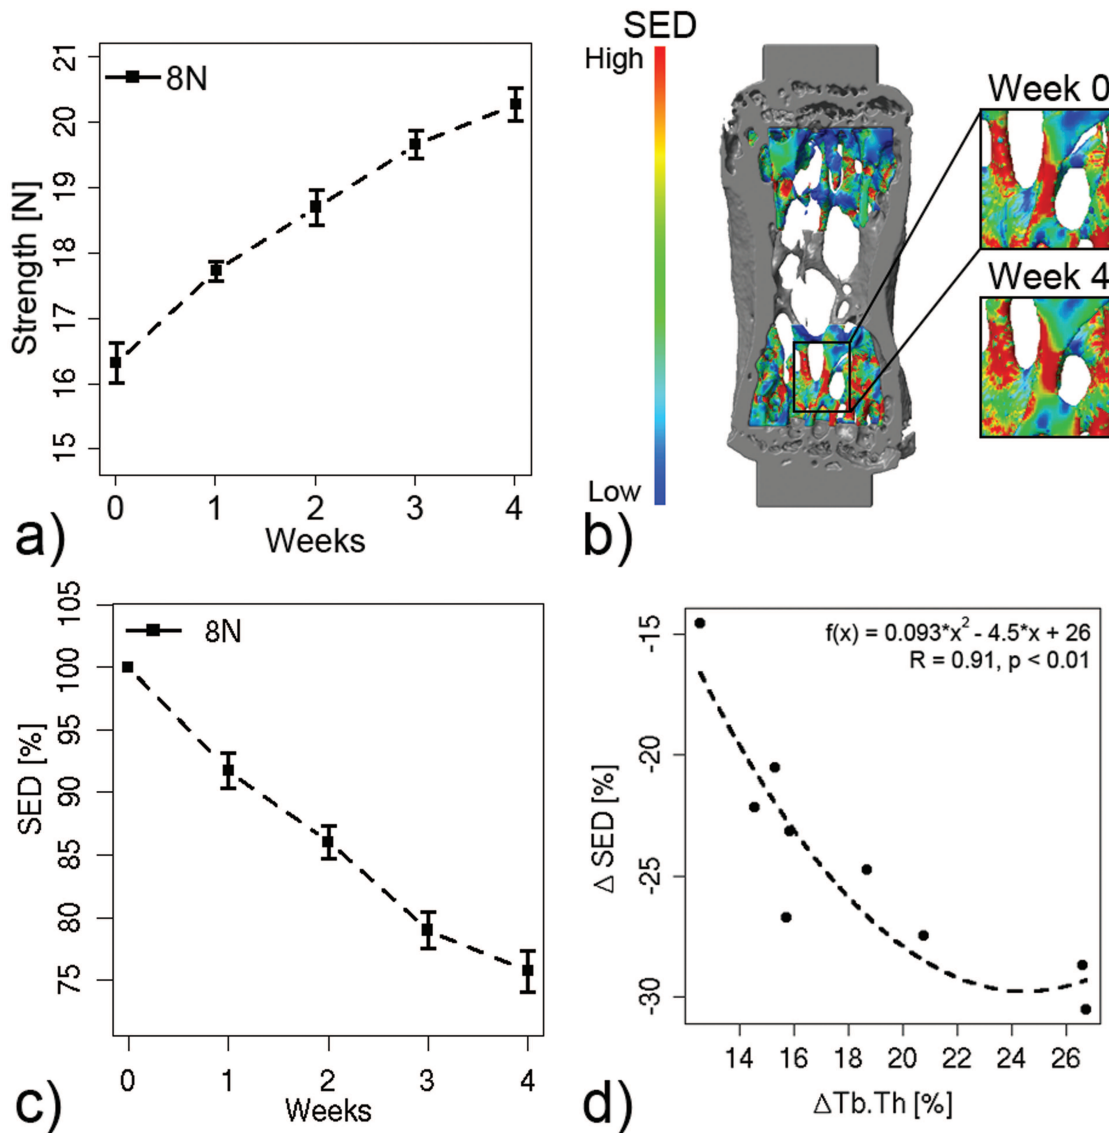 Strength [N]
21
20
19
18
17
16
15
8N
0 1 2 3 4
Weeks
a)
SED
High
Low
b)
Week 0
Week 4
SED [%]
105
100
95
90
85
80
75
8N
0 1 2 3 4
Weeks
c)
Δ SED [%]
-15
-20
-25
-30
f(x) = 0.093*x² - 4.5*x + 26
R = 0.91, p < 0.01
14 16 18 20 22 24 26
ΔTb.Th [%]
d)